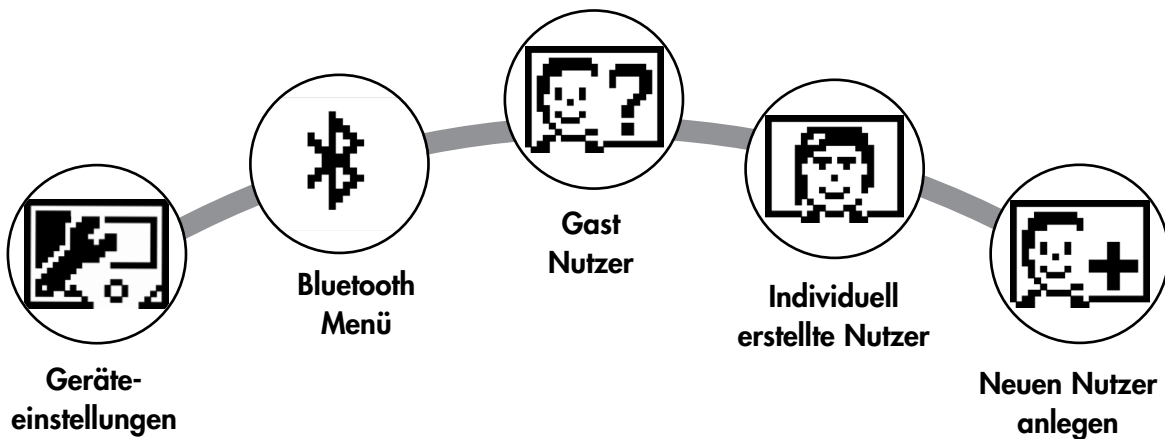 Geräte-
einstellungen
Bluetooth
Menü
Gast
Nutzer
Individuell
erstellte Nutzer
Neuen Nutzer
anlegen